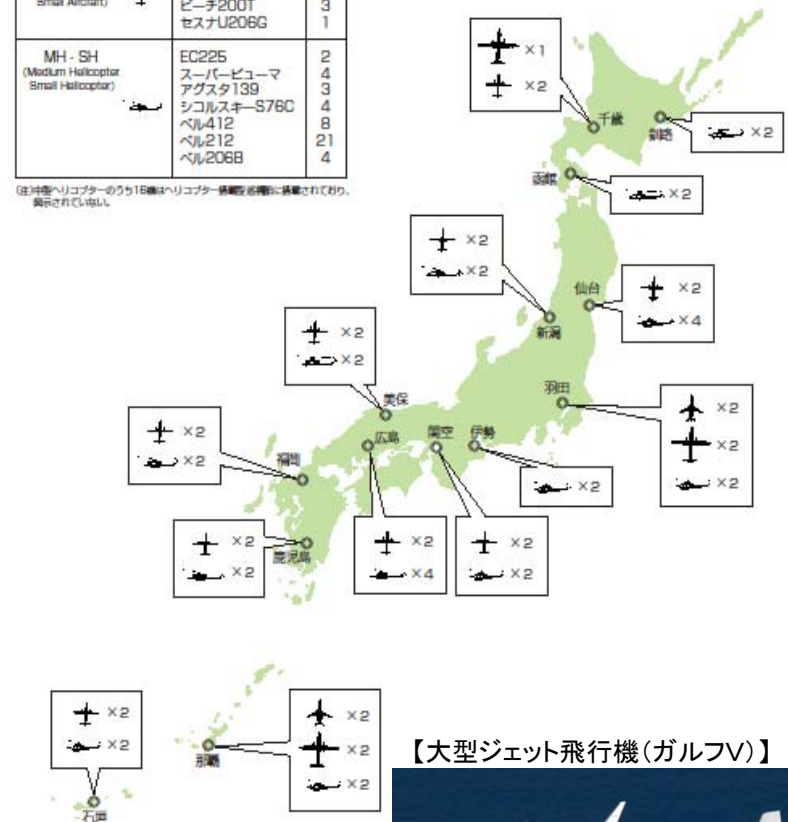 Small Aircraft)
ビーチ200T 3
セスナU206G 1
MH・SH
(Medium Helicopter
Small Helicopter)
EC225 2
スーパーピューマ 4
アグスタ139 3
シコルスキーS76C 4
ベル412 8
ベル212 21
ベル206B 4
(注)中型ヘリコプターのうち16機はヘリコプター搭載型巡視船に搭載されており、
図示されていない。
×1
×2
千歳
釧路
×2
函館
×2
×2
×2
新潟
仙台
×2
×4
×2
×2
美保
羽田
×2
×2
×2
×2
×2
福岡
広島
関空
伊勢
×2
×2
×2
鹿児島
×2
×4
×2
×2
×2
×2
石垣
那覇
×2
×2
×2
【大型ジェット飛行機(ガルフV)】